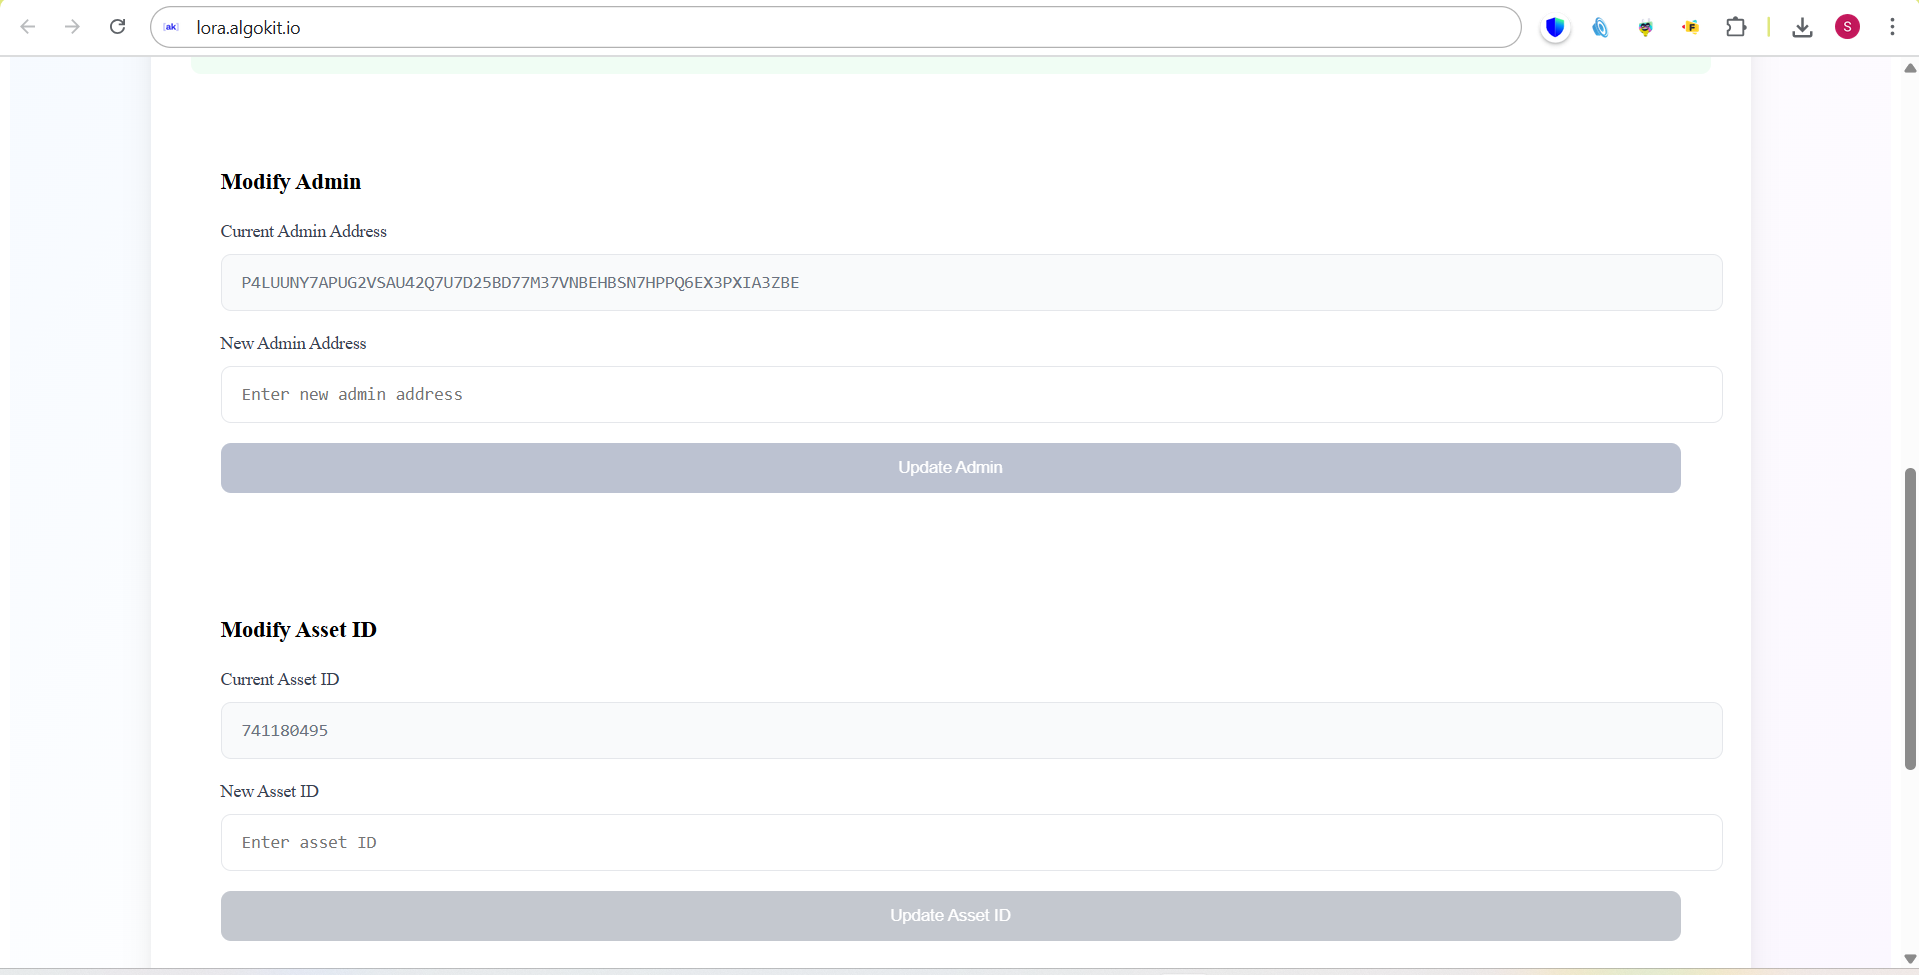 ak
lora.algokit.io
F
S
Modify Admin
Current Admin Address
P4LUUNY7APUG2VSAU42Q7U7D25BD77M37VNBEHBSN7HPPQ6EX3PXIA3ZBE
New Admin Address
Enter new admin address
Update Admin
Modify Asset ID
Current Asset ID
741180495
New Asset ID
Enter asset ID
Update Asset ID